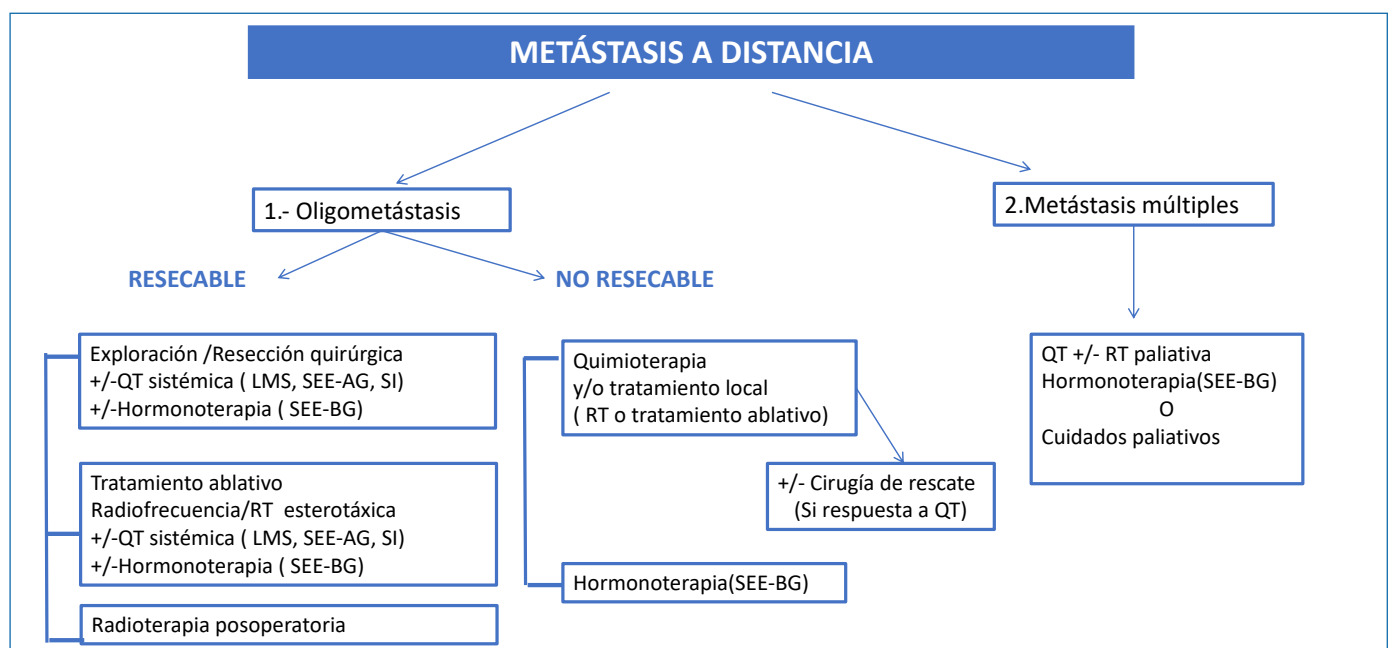 METÁSTASIS A DISTANCIA
1.- Oligometástasis
2.Metástasis múltiples
RESECABLE
NO RESECABLE
Exploración /Resección quirúrgica
+/-QT sistémica ( LMS, SEE-AG, SI)
+/-Hormonoterapia ( SEE-BG)
Tratamiento ablativo
Radiofrecuencia/RT  esterotáxica
+/-QT sistémica ( LMS, SEE-AG, SI)
+/-Hormonoterapia ( SEE-BG)
Radioterapia posoperatoria
Quimioterapia
y/o tratamiento local
( RT o tratamiento ablativo)
+/- Cirugía de rescate
(Si respuesta a QT)
Hormonoterapia(SEE-BG)
QT +/- RT paliativa
Hormonoterapia(SEE-BG)
O
Cuidados paliativos